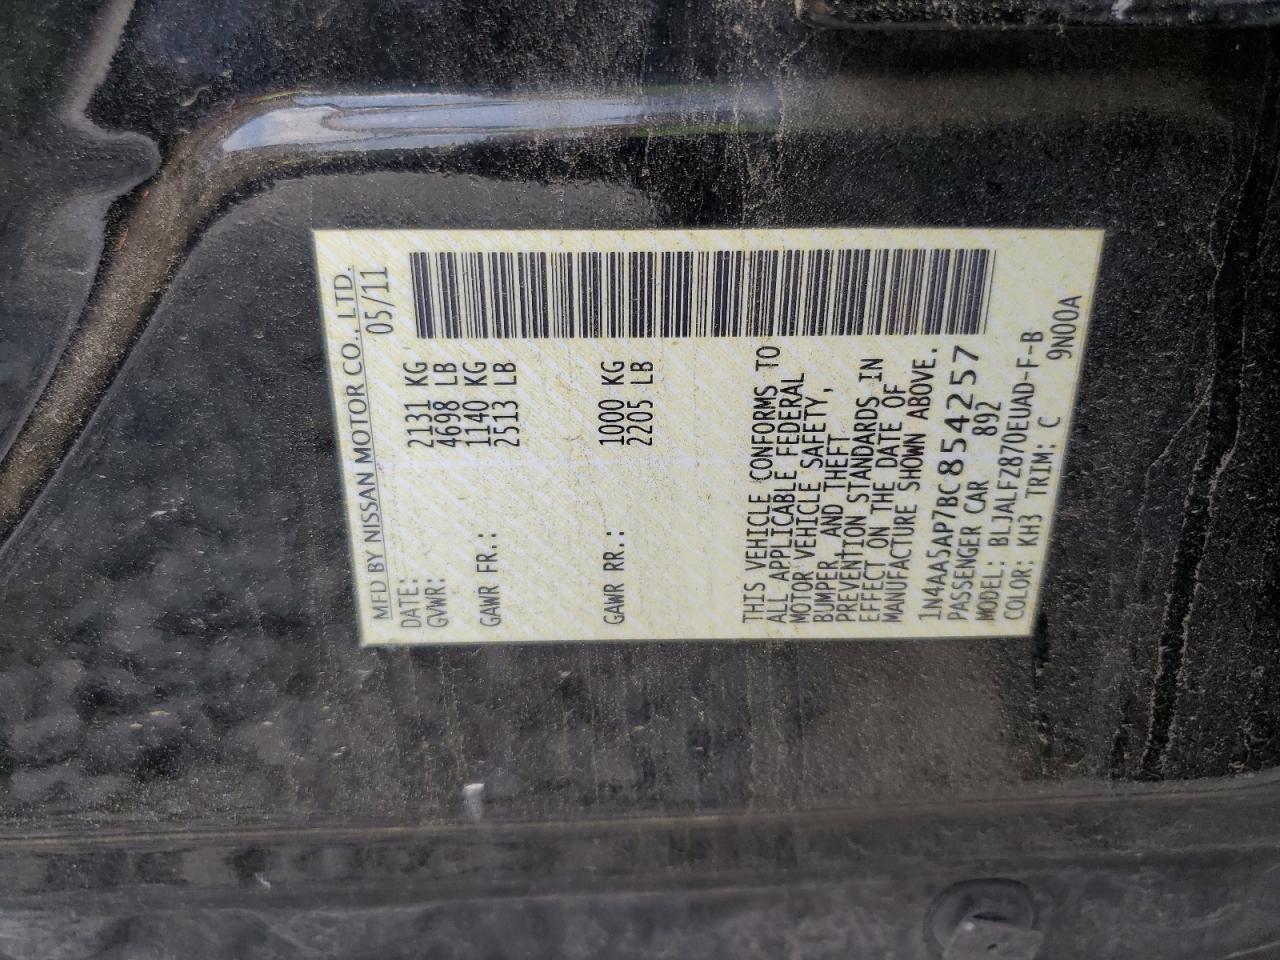 MFD BY NISSAN MOTOR CO., LTD.
DATE: 05/11
GVWR: 2131 KG
4698 LB
GAWR FR.: 1140 KG
2513 LB
GAWR RR.: 1000 KG
2205 LB
THIS VEHICLE CONFORMS TO
ALL APPLICABLE FEDERAL
MOTOR VEHICLE SAFETY,
BUMPER, AND THEFT
PREVENTION STANDARDS IN
EFFECT ON THE DATE OF
MANUFACTURE SHOWN ABOVE.
1N4AA5AP7BC854257
PASSENGER CAR 892
MODEL: BLJALFZ870EUAD-F-B
COLOR: KH3 TRIM: C 9N00A